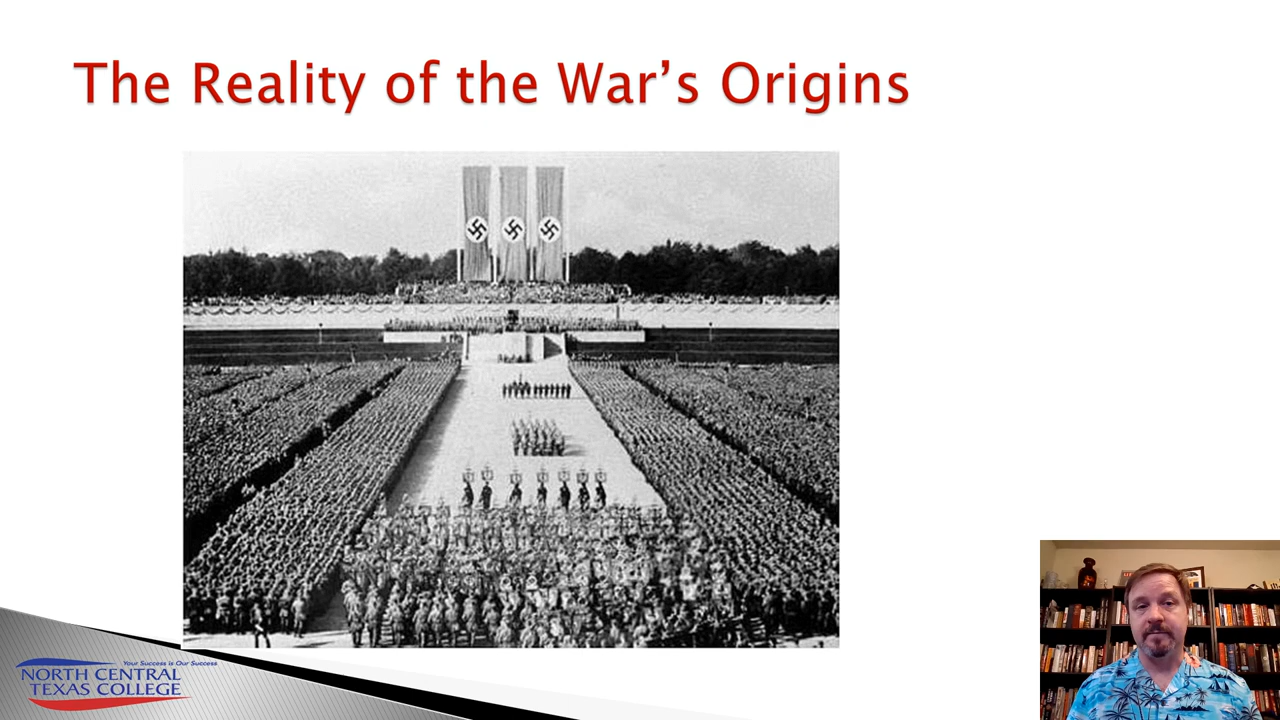 The Reality of the War's Origins
Your Success is Our Success
NORTH CENTRAL
TEXAS COLLEGE